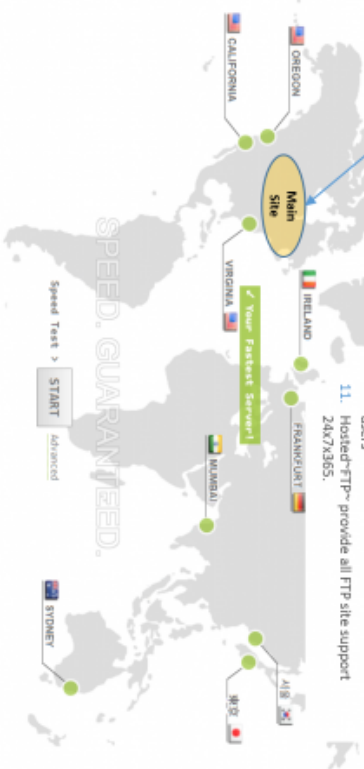 users
11. Hosted~FTP~ provide all FTP site support
24x7x365.
OREGON
CALIFORNIA
Main
Site
VIRGINIA
IRELAND
✓ Your Fastest Server!
FRANKFURT
MUMBAI
서울
東京
SYDNEY
SPEED. GUARANTEED.
Speed Test > START Advanced